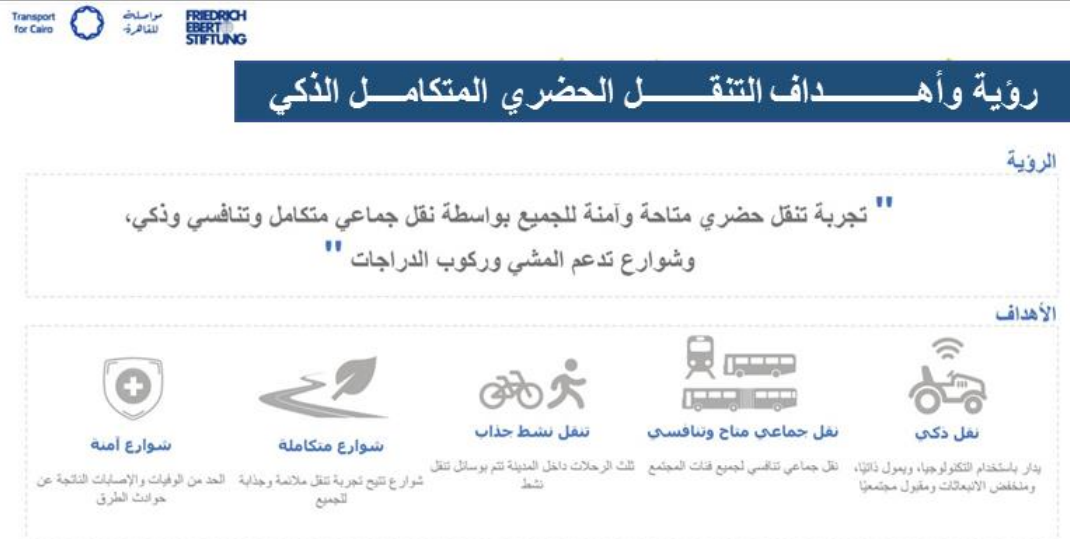 Transport
for Cairo
مواصلة
للقاهرة
FRIEDRICH
EBERT
STIFTUNG
رؤية وأهداف التنقل الحضري المتكامل الذكي
الرؤية
" تجربة تنقل حضري متاحة وآمنة للجميع بواسطة نقل جماعي متكامل وتنافسي وذكي،
وشوارع تدعم المشي وركوب الدراجات "
الأهداف
نقل ذكي
يدار باستخدام التكنولوجيا، ويمول ذاتيًا،
ومنخفض الانبعاثات ومقبول مجتمعيًا
نقل جماعي متاح وتنافسي
نقل جماعي تنافسي لجميع فئات المجتمع
تنقل نشط جذاب
ثلث الرحلات داخل المدينة تتم بوسائل تنقل
نشط
شوارع متكاملة
شوارع تتيح تجربة تنقل ملائمة وجذابة
للجميع
شوارع آمنة
الحد من الوفيات والإصابات الناتجة عن
حوادث الطرق